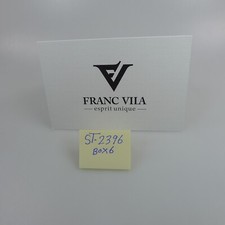 FRANC VILA
esprit unique
ST-2396
BOX6